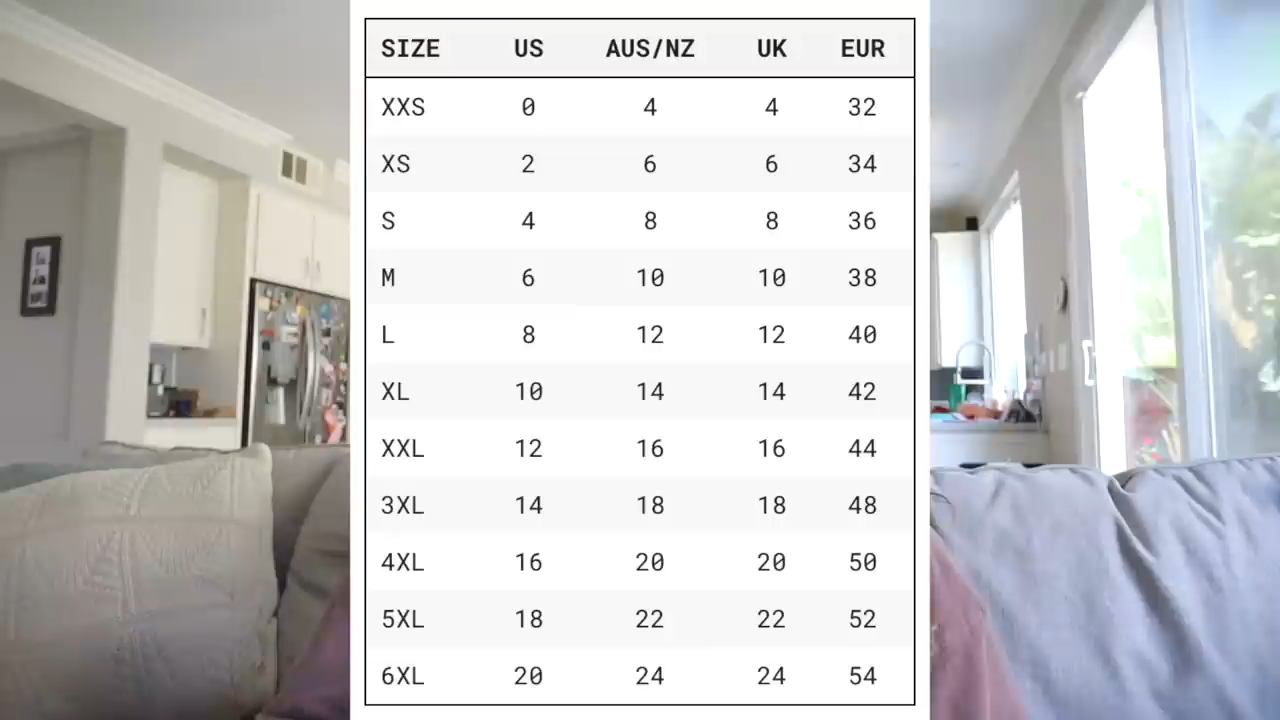 SIZE US AUS/NZ UK EUR
XXS 0 4 4 32
XS 2 6 6 34
S 4 8 8 36
M 6 10 10 38
L 8 12 12 40
XL 10 14 14 42
XXL 12 16 16 44
3XL 14 18 18 48
4XL 16 20 20 50
5XL 18 22 22 52
6XL 20 24 24 54